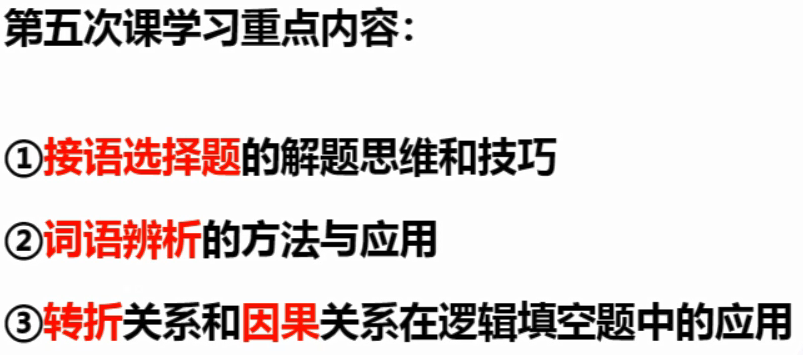 第五次课学习重点内容：
①接语选择题的解题思维和技巧
②词语辨析的方法与应用
③转折关系和因果关系在逻辑填空题中的应用